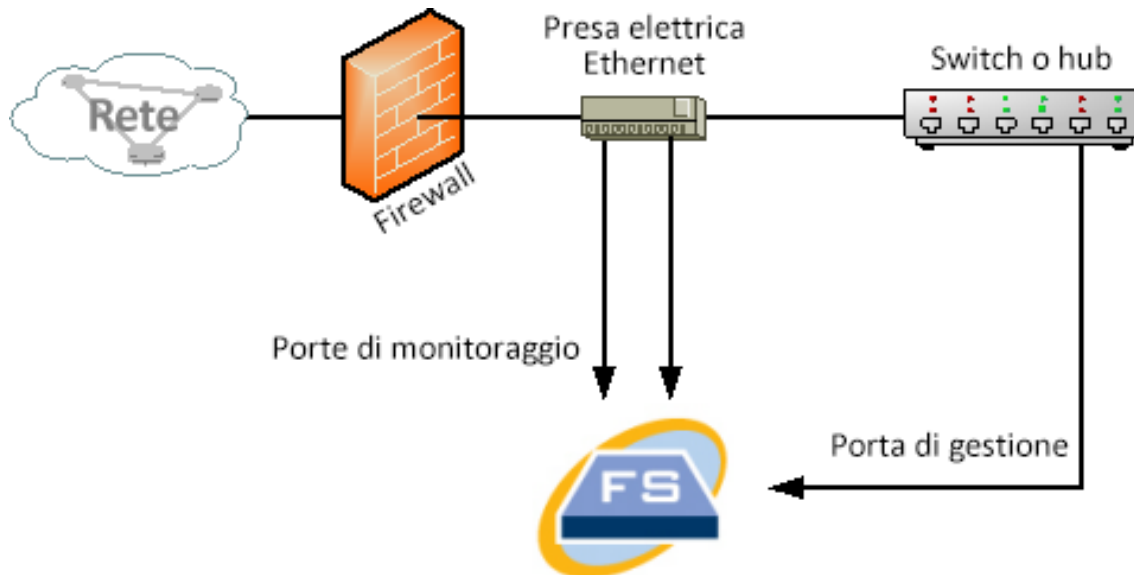 Presa elettrica
Ethernet
Switch o hub
Rete
Firewall
Porte di monitoraggio
Porta di gestione
FS